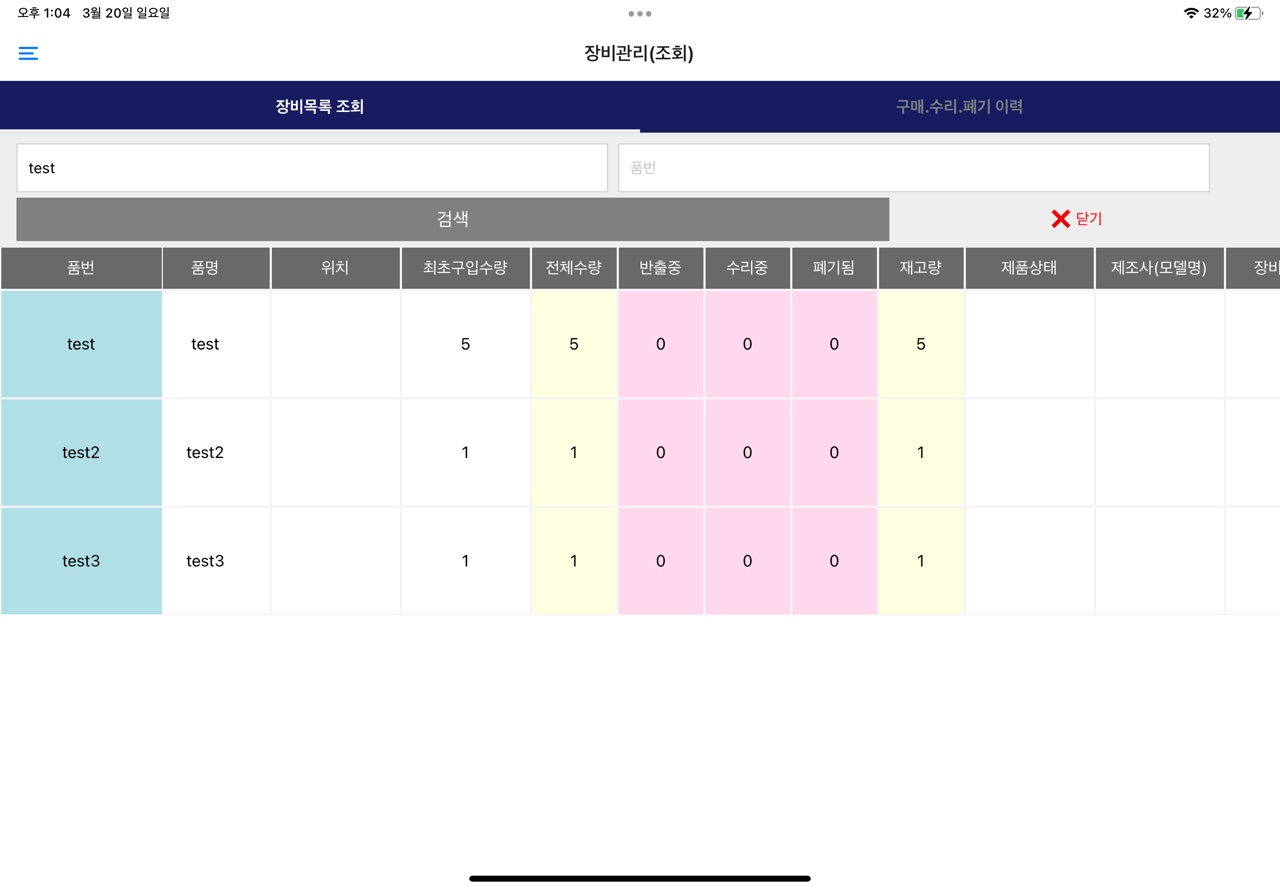 오후 1:04 3월 20일 일요일 32%
장비관리(조회)
장비목록 조회 구매.수리.폐기 이력
test 품번
검색 닫기
품번 품명 위치 최초구입수량 전체수량 반출중 수리중 폐기됨 재고량 제품상태 제조사(모델명) 장비
test test 5 5 0 0 0 5
test2 test2 1 1 0 0 0 1
test3 test3 1 1 0 0 0 1